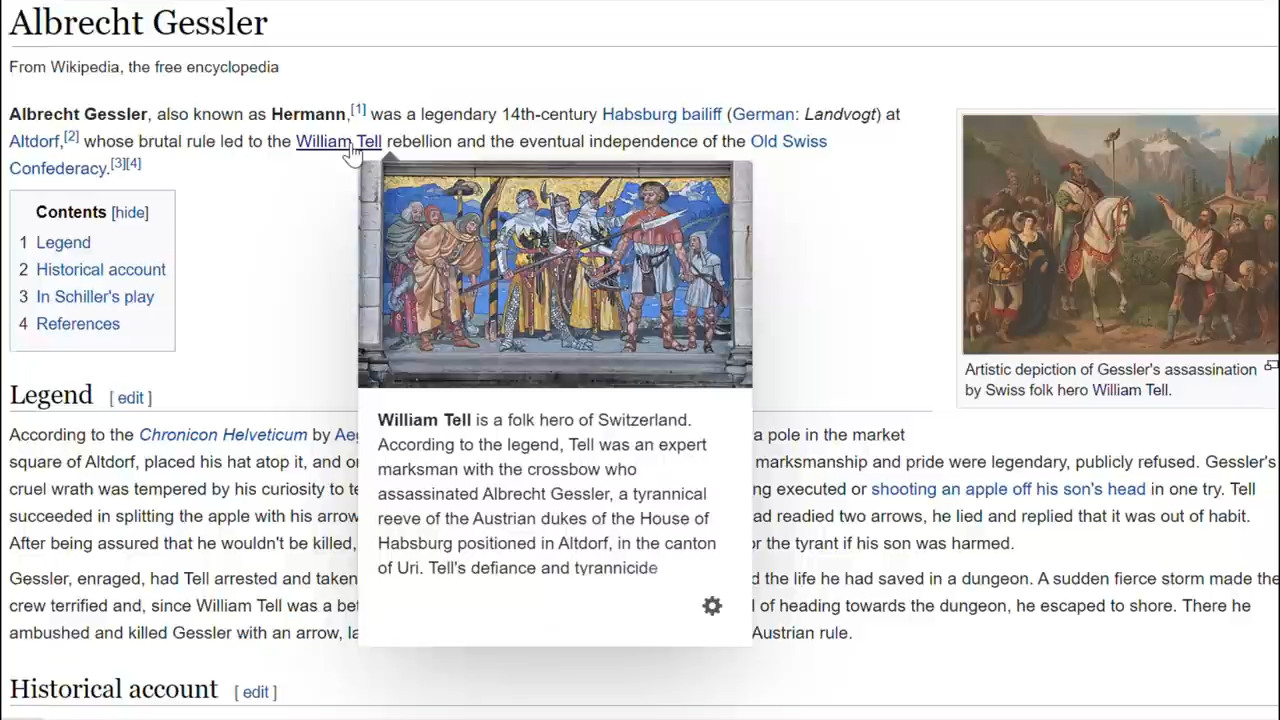 Albrecht Gessler
From Wikipedia, the free encyclopedia
Albrecht Gessler, also known as Hermann,[1] was a legendary 14th-century Habsburg bailiff (German: Landvogt) at
Altdorf,[2] whose brutal rule led to the William Tell rebellion and the eventual independence of the Old Swiss
Confederacy.[3][4]
Contents [hide]
1 Legend
2 Historical account
3 In Schiller's play
4 References
Artistic depiction of Gessler's assassination
by Swiss folk hero William Tell.
William Tell is a folk hero of Switzerland.
According to the legend, Tell was an expert
marksman with the crossbow who
assassinated Albrecht Gessler, a tyrannical
reeve of the Austrian dukes of the House of
Habsburg positioned in Altdorf, in the canton
of Uri. Tell's defiance and tyrannicide
Legend [ edit ]
According to the Chronicon Helveticum by a pole in the market
square of Altdorf, placed his hat atop it, and marksmanship and pride were legendary, publicly refused. Gessler's
cruel wrath was tempered by his curiosity to executed or shooting an apple off his son's head in one try. Tell
succeeded in splitting the apple with his arrow readied two arrows, he lied and replied that it was out of habit.
After being assured that he wouldn't be killed, the tyrant if his son was harmed.
Gessler, enraged, had Tell arrested and taken the life he had saved in a dungeon. A sudden fierce storm made the
crew terrified and, since William Tell was a of heading towards the dungeon, he escaped to shore. There he
ambushed and killed Gessler with an arrow, Austrian rule.
Historical account [ edit ]